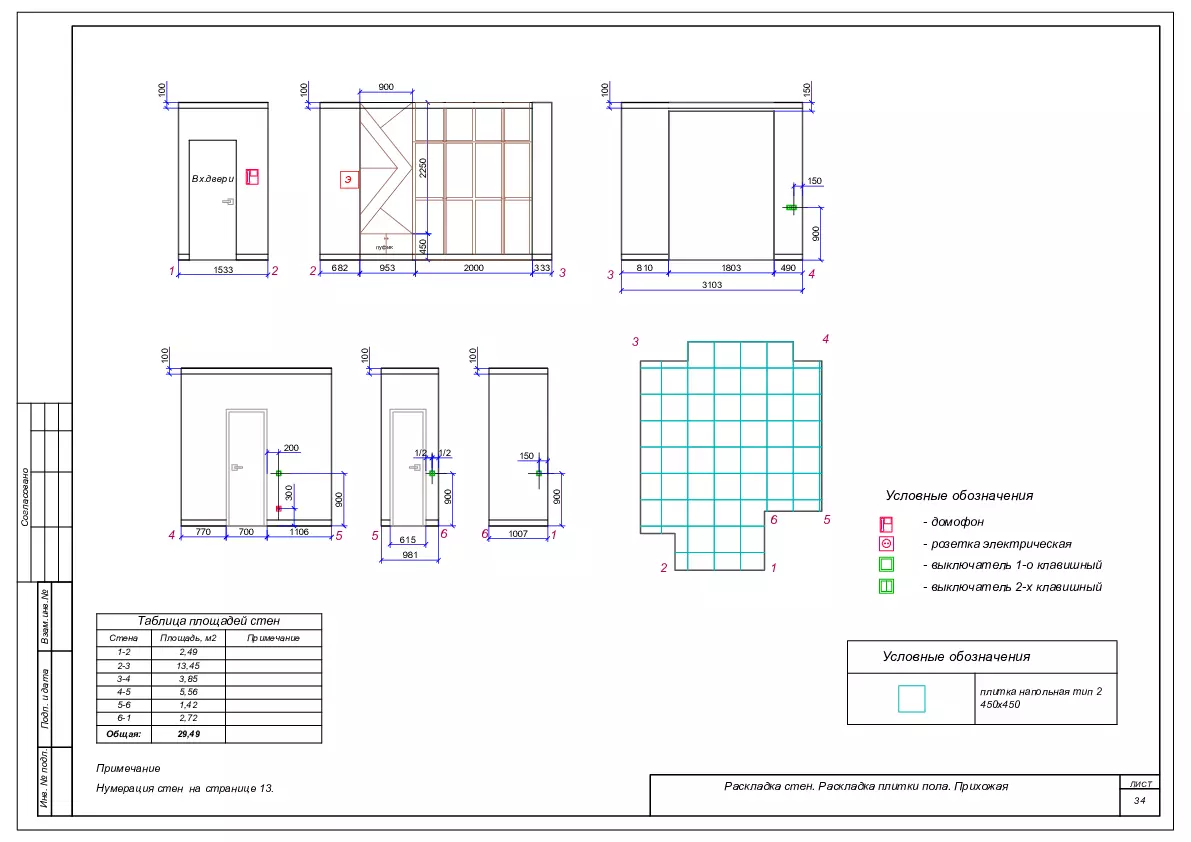 100
Вх.двери
1
1533
2
100
900
Э
2250
пуфик
450
2
682
953
2000
333
3
100
150
150
900
3
810
1803
490
4
3103
100
200
300
900
4
770
700
1106
5
100
1/2
1/2
900
5
615
6
981
100
150
900
6
1007
1
3
4
6
5
2
1
Условные обозначения
- домофон
- розетка электрическая
- выключатель 1-о клавишный
- выключатель 2-х клавишный
Таблица площадей стен
Стена Площадь, м2 Примечание
1-2 2,49
2-3 13,45
3-4 3,85
4-5 5,56
5-6 1,42
6-1 2,72
Общая: 29,49
Условные обозначения
плитка напольная тип 2
450х450
Примечание
Нумерация стен на странице 13.
Раскладка стен. Раскладка плитки пола. Прихожая
ЛИСТ
34
Согласовано
Взам.инв.№
Подп. и дата
Инв. № подл.